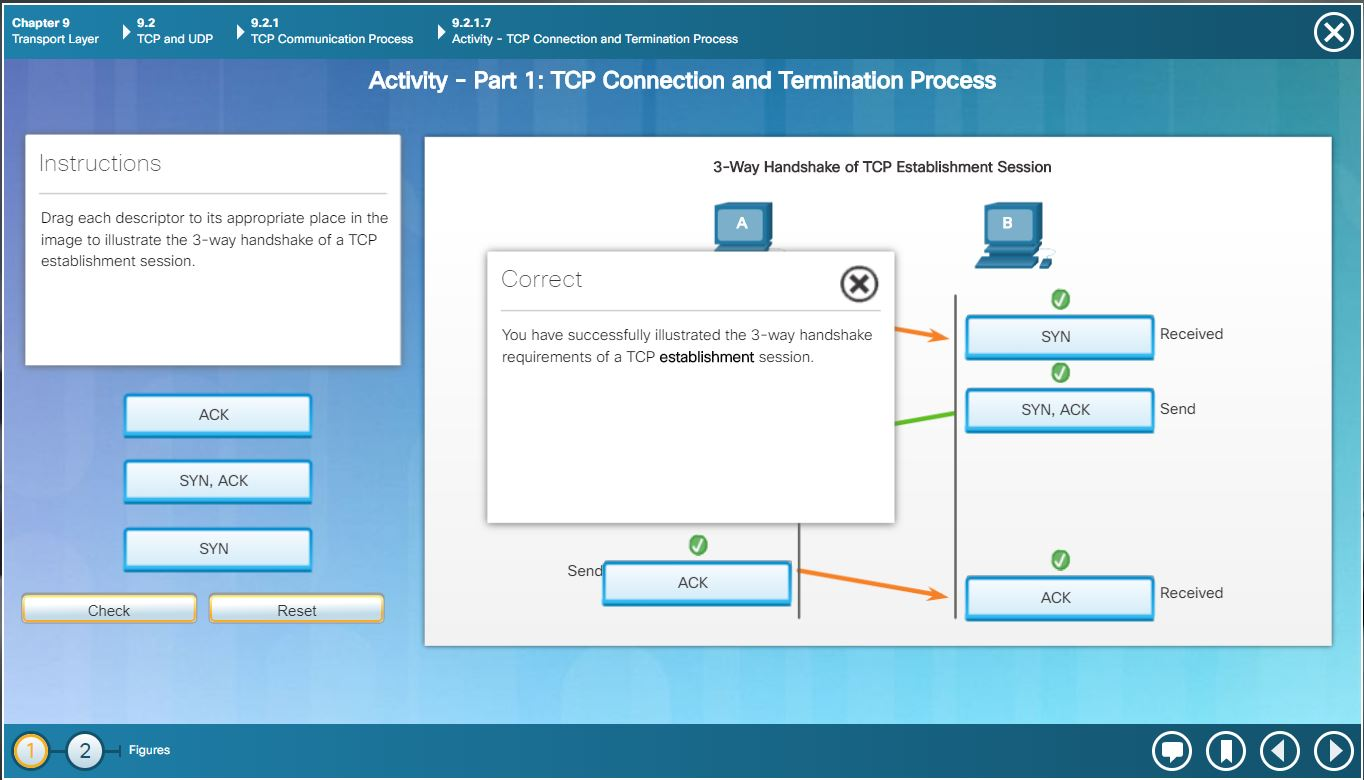 Chapter 9
Transport Layer
9.2
TCP and UDP
9.2.1
TCP Communication Process
9.2.1.7
Activity - TCP Connection and Termination Process
Activity - Part 1: TCP Connection and Termination Process
Instructions
Drag each descriptor to its appropriate place in the
image to illustrate the 3-way handshake of a TCP
establishment session.
ACK
SYN, ACK
SYN
Check
Reset
3-Way Handshake of TCP Establishment Session
A
B
Correct
You have successfully illustrated the 3-way handshake
requirements of a TCP establishment session.
SYN
Received
SYN, ACK
Send
Send
ACK
ACK
Received
1
2
Figures